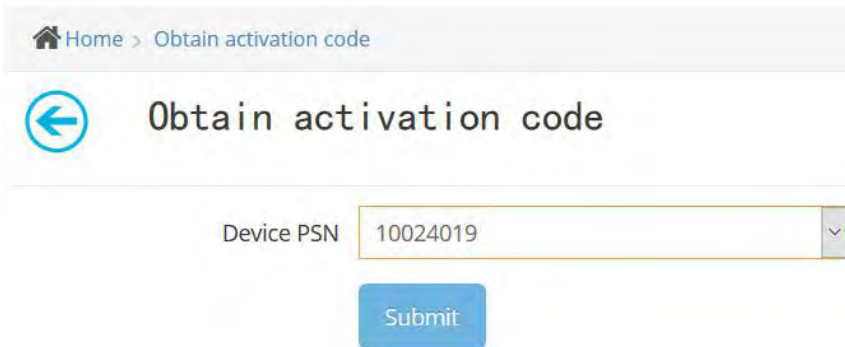 Home > Obtain activation code
Obtain activation code
Device PSN 10024019
Submit